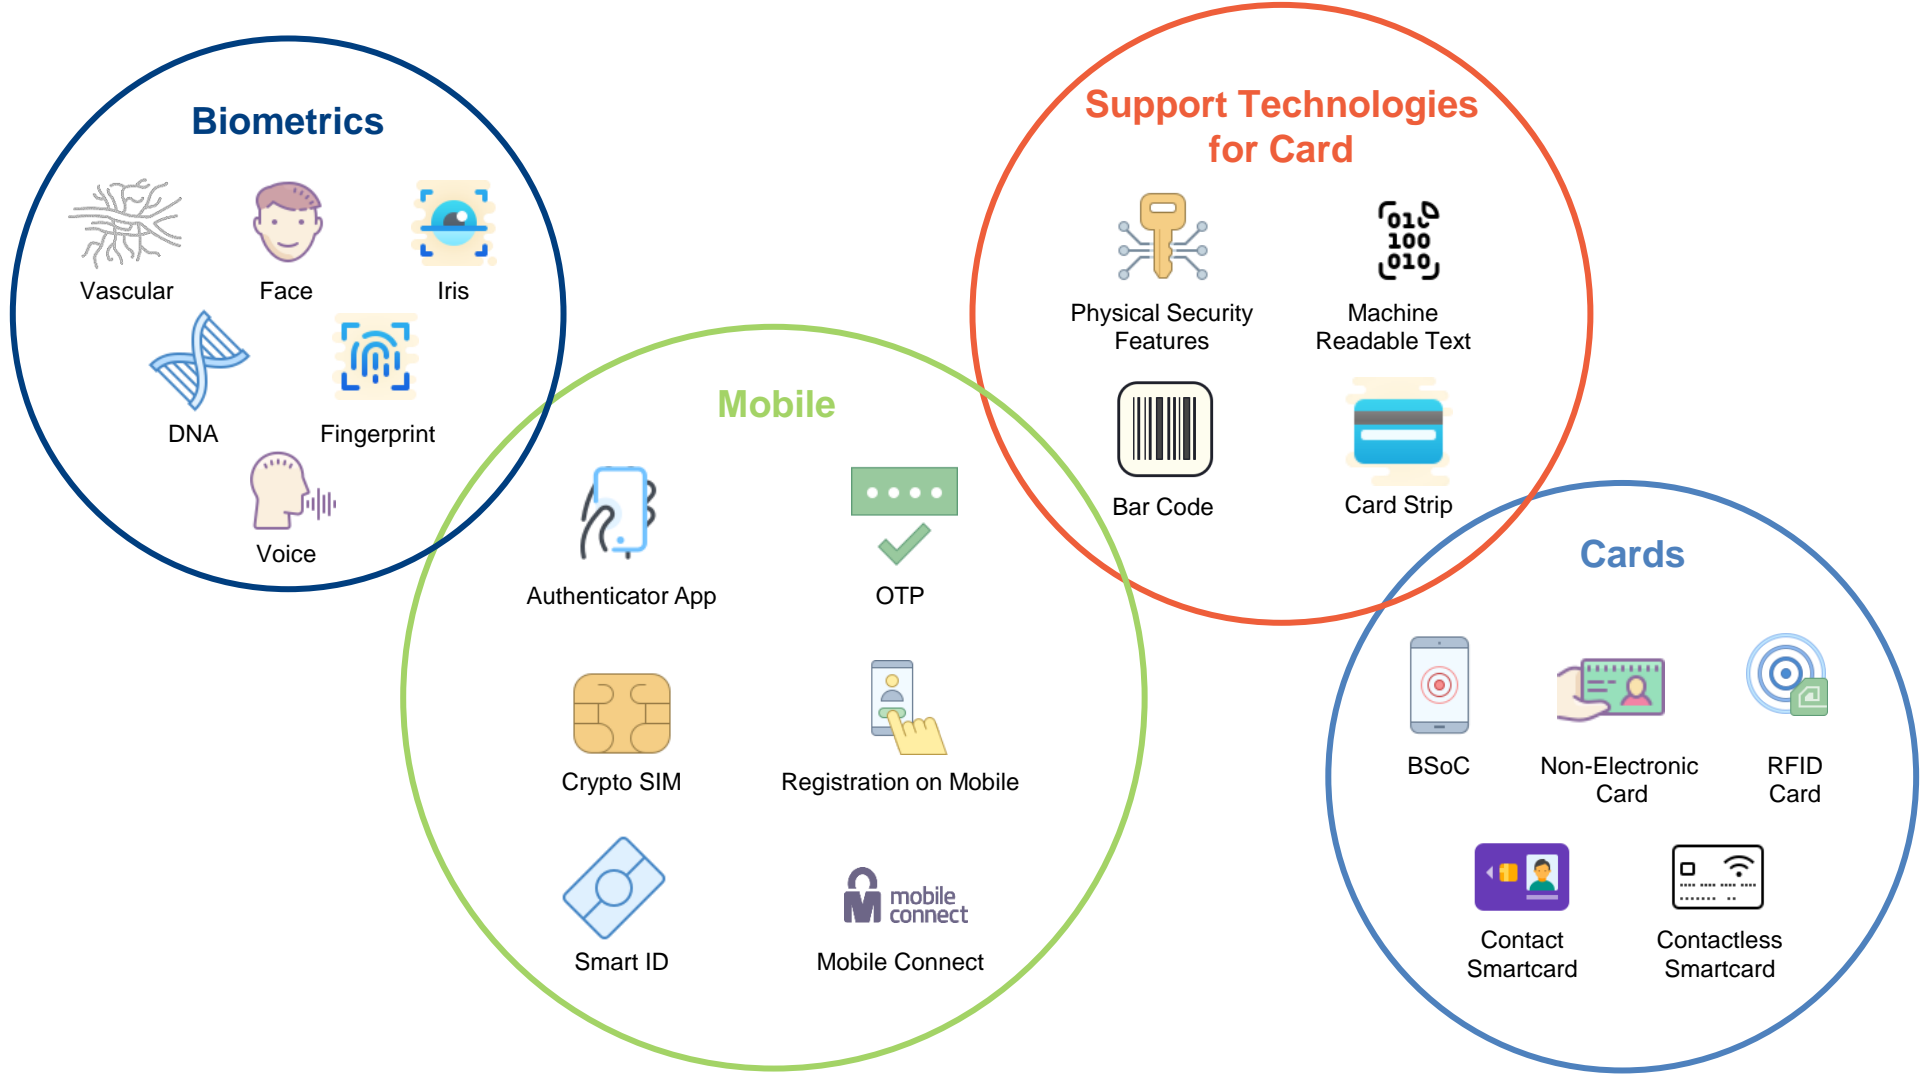 Biometrics
Vascular
Face
Iris
DNA
Fingerprint
Voice
Mobile
Authenticator App
OTP
Crypto SIM
Registration on Mobile
Smart ID
mobile
connect
Mobile Connect
Support Technologies
for Card
Physical Security
Features
010
100
010
Machine
Readable Text
Bar Code
Card Strip
Cards
BSoC
Non-Electronic
Card
RFID
Card
Contact
Smartcard
Contactless
Smartcard